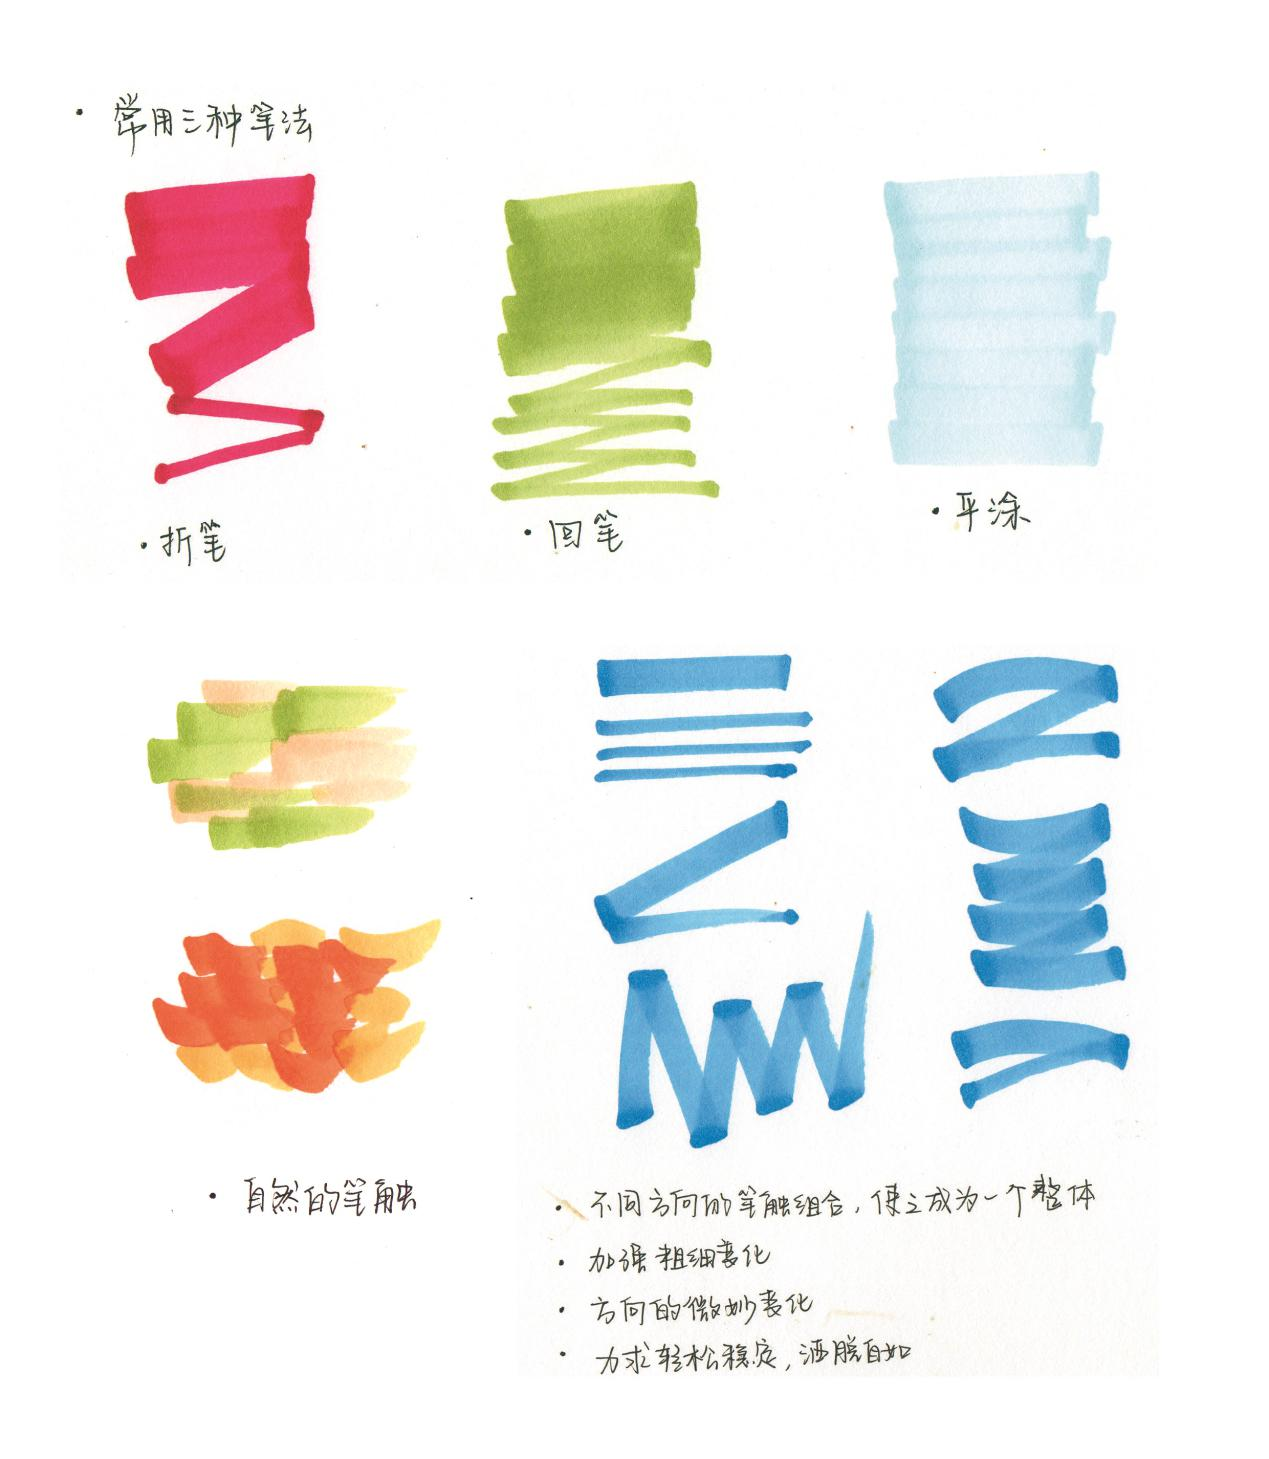 · 常用三种笔法
· 折笔
· 回笔
· 平涂
· 自然的笔触
· 不同方向的笔触组合，使之成为一个整体
· 加强粗细变化
· 方向的微妙变化
· 力求轻松稳定，洒脱自如